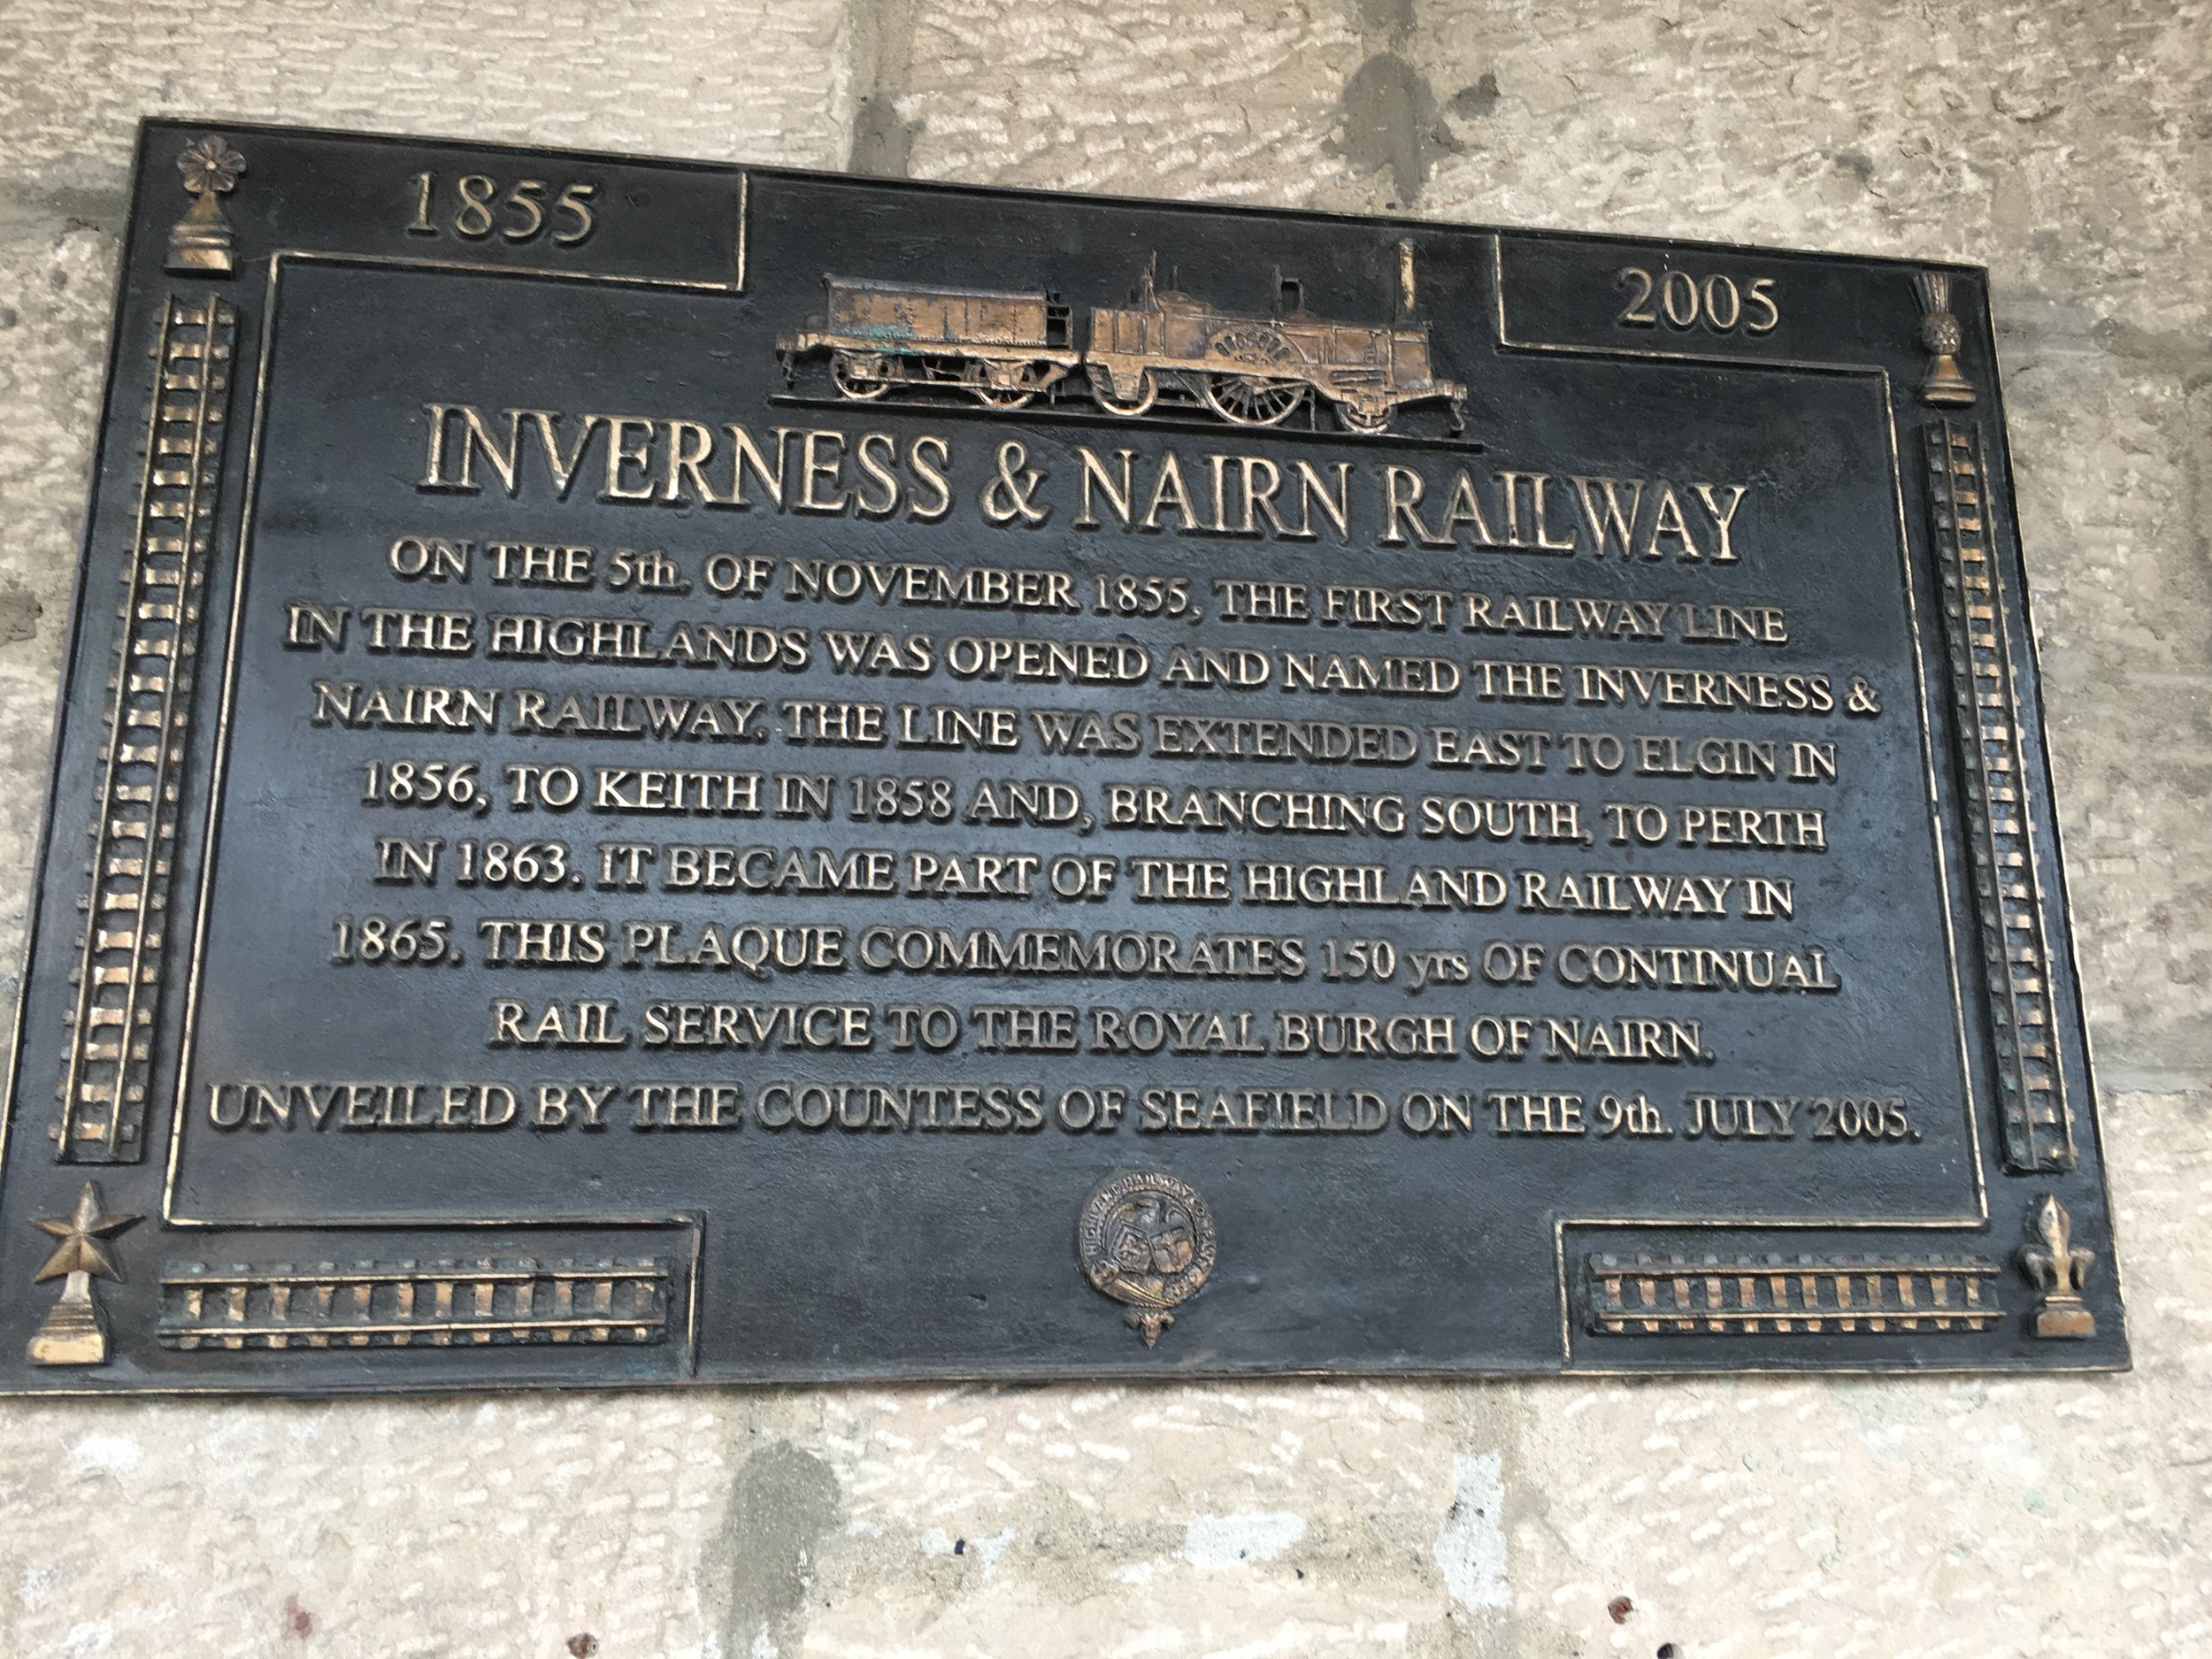 1855
2005
INVERNESS & NAIRN RAILWAY
ON THE 5th. OF NOVEMBER 1855, THE FIRST RAILWAY LINE
IN THE HIGHLANDS WAS OPENED AND NAMED THE INVERNESS &
NAIRN RAILWAY. THE LINE WAS EXTENDED EAST TO ELGIN IN
1856, TO KEITH IN 1858 AND, BRANCHING SOUTH, TO PERTH
IN 1863. IT BECAME PART OF THE HIGHLAND RAILWAY IN
1865. THIS PLAQUE COMMEMORATES 150 yrs OF CONTINUAL
RAIL SERVICE TO THE ROYAL BURGH OF NAIRN.
UNVEILED BY THE COUNTESS OF SEAFIELD ON THE 9th. JULY 2005.
HIGHLAND RAILWAY COMPANY